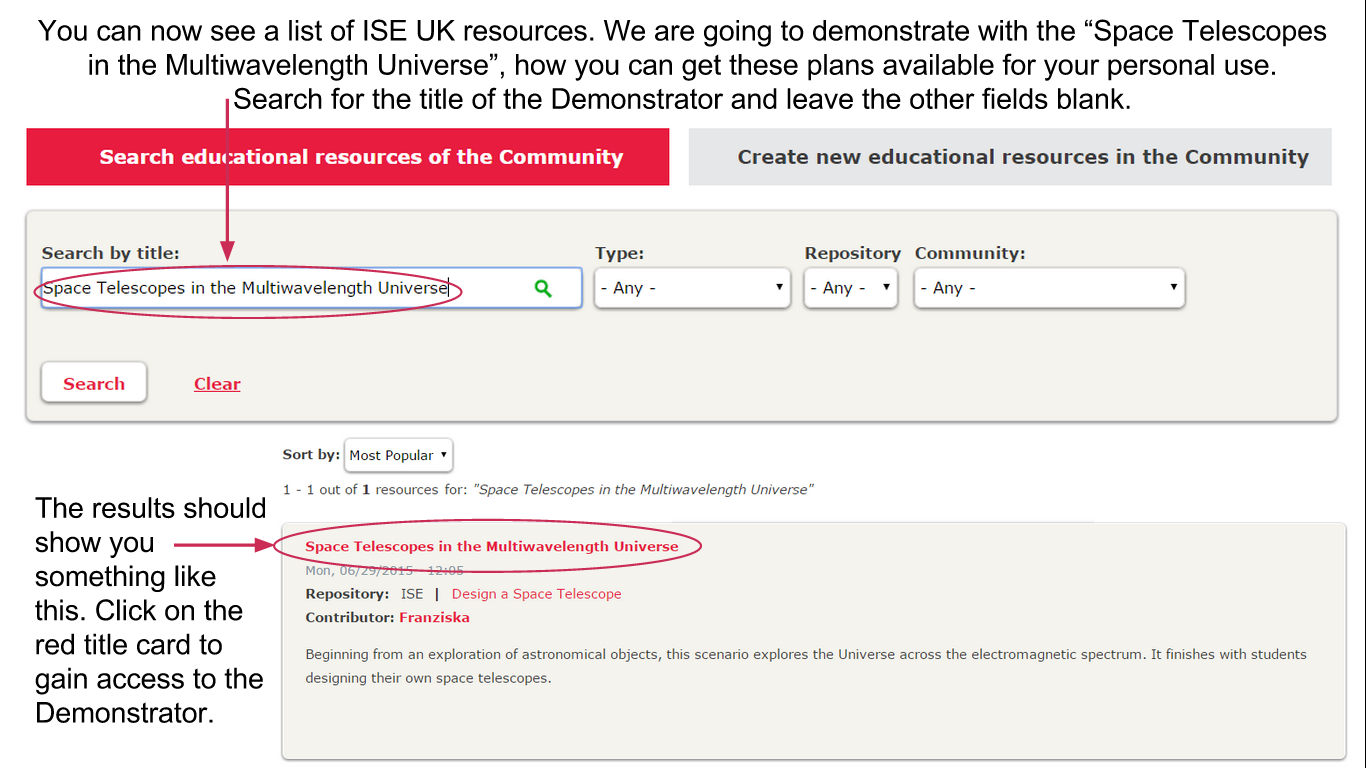 You can now see a list of ISE UK resources. We are going to demonstrate with the “Space Telescopes
in the Multiwavelength Universe”, how you can get these plans available for your personal use.
Search for the title of the Demonstrator and leave the other fields blank.
Search educational resources of the Community
Create new educational resources in the Community
Search by title:
Type:
Repository
Community:
Space Telescopes in the Multiwavelength Universe
- Any -
- Any -
- Any -
Search
Clear
Sort by: Most Popular
1 - 1 out of 1 resources for: "Space Telescopes in the Multiwavelength Universe"
The results should
show you
something like
this. Click on the
red title card to
gain access to the
Demonstrator.
Space Telescopes in the Multiwavelength Universe
Mon, 06/29/2015 - 12:05
Repository: ISE | Design a Space Telescope
Contributor: Franziska
Beginning from an exploration of astronomical objects, this scenario explores the Universe across the electromagnetic spectrum. It finishes with students
designing their own space telescopes.